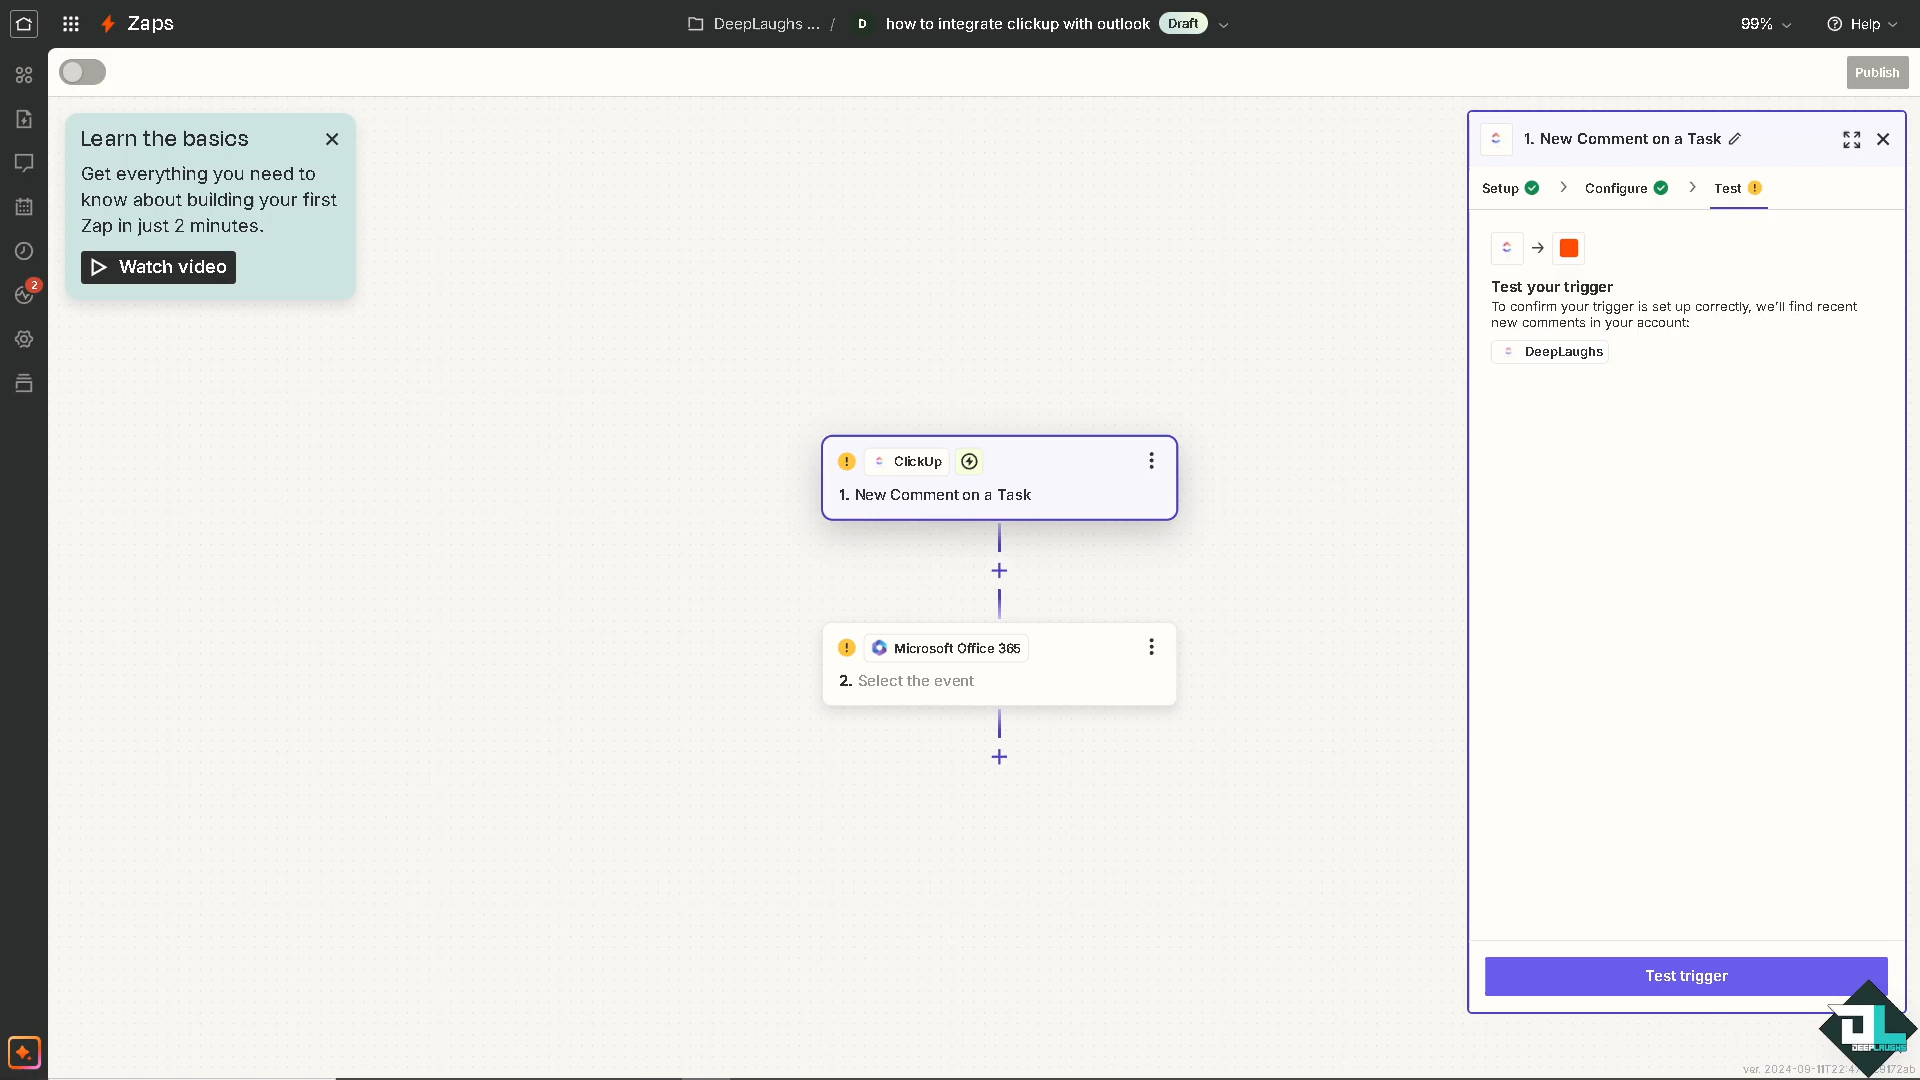 Zaps
DeepLaughs ... / D how to integrate clickup with outlook Draft
99%
Help
Publish
Learn the basics
Get everything you need to
know about building your first
Zap in just 2 minutes.
Watch video
2
1. New Comment on a Task
Setup
Configure
Test
Test your trigger
To confirm your trigger is set up correctly, we'll find recent
new comments in your account:
DeepLaughs
ClickUp
1. New Comment on a Task
Microsoft Office 365
2. Select the event
Test trigger
DEEPLAUGHS